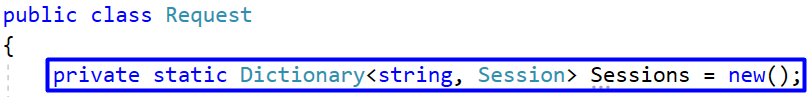 public class Request
{
private static Dictionary<string, Session> Sessions = new();